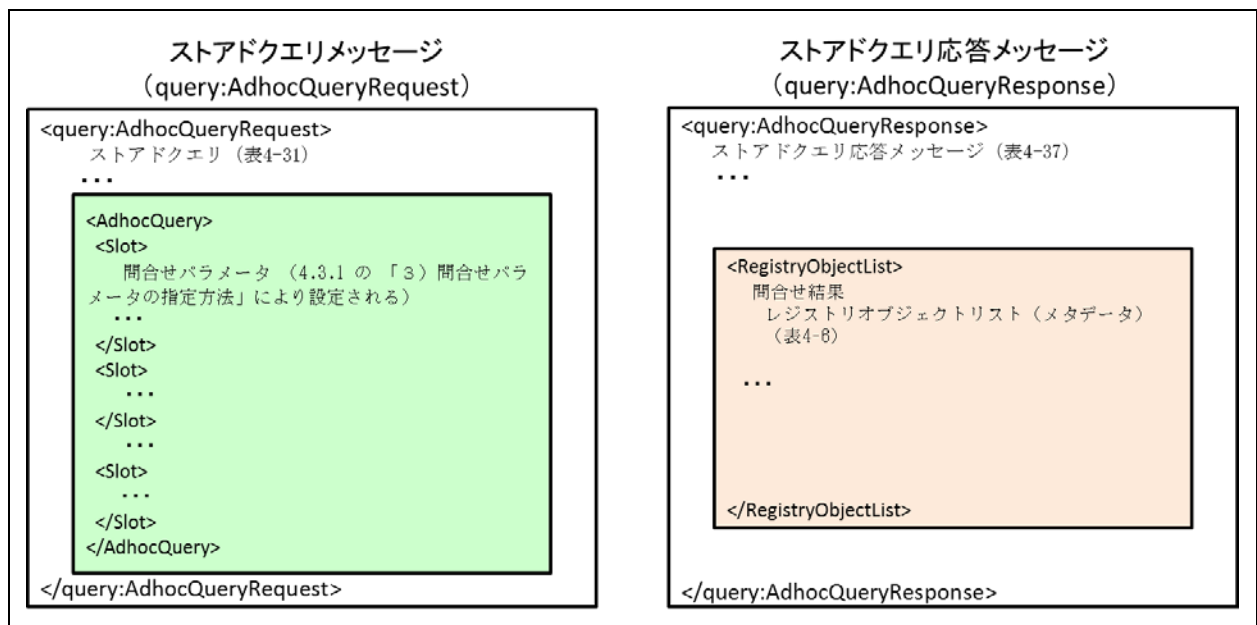 ストアドクエリメッセージ
（query:AdhocQueryRequest）
<query:AdhocQueryRequest>
ストアドクエリ（表4-31）
・・・
<AdhocQuery>
<Slot>
問合せパラメータ （4.3.1 の 「３）問合せパラ
メータの指定方法」により設定される）
・・・
</Slot>
<Slot>
・・・
</Slot>
・・・
<Slot>
・・・
</Slot>
</AdhocQuery>
</query:AdhocQueryRequest>
ストアドクエリ応答メッセージ
（query:AdhocQueryResponse）
<query:AdhocQueryResponse>
ストアドクエリ応答メッセージ（表4-37）
・・・
<RegistryObjectList>
問合せ結果
レジストリオブジェクトリスト（メタデータ）
（表4-6）
・・・
</RegistryObjectList>
</query:AdhocQueryResponse>